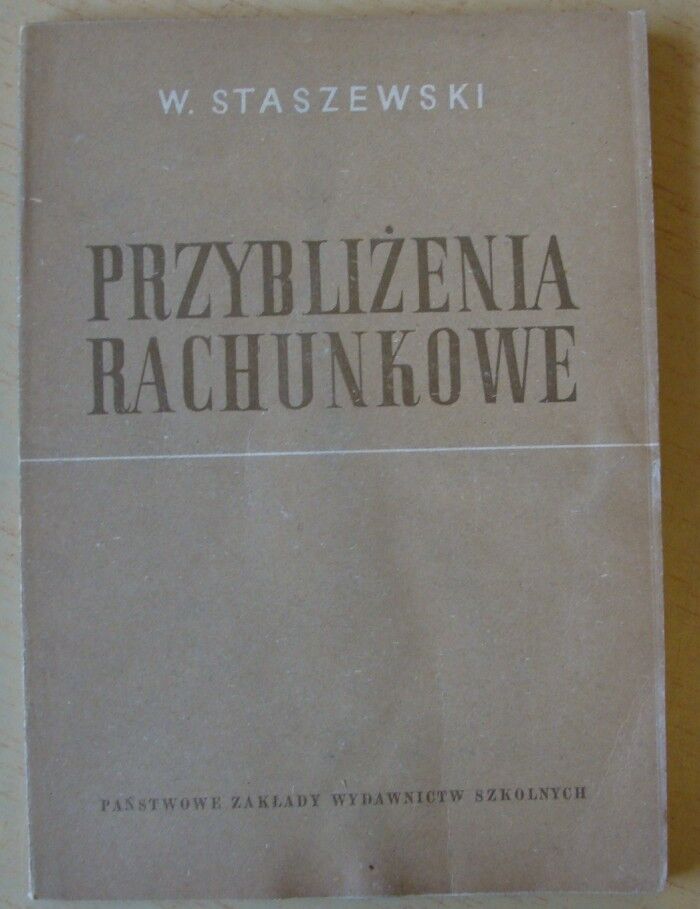 W. STASZEWSKI
PRZYBLIŻENIA
RACHUNKOWE
PAŃSTWOWE ZAKŁADY WYDAWNICTW SZKOLNYCH